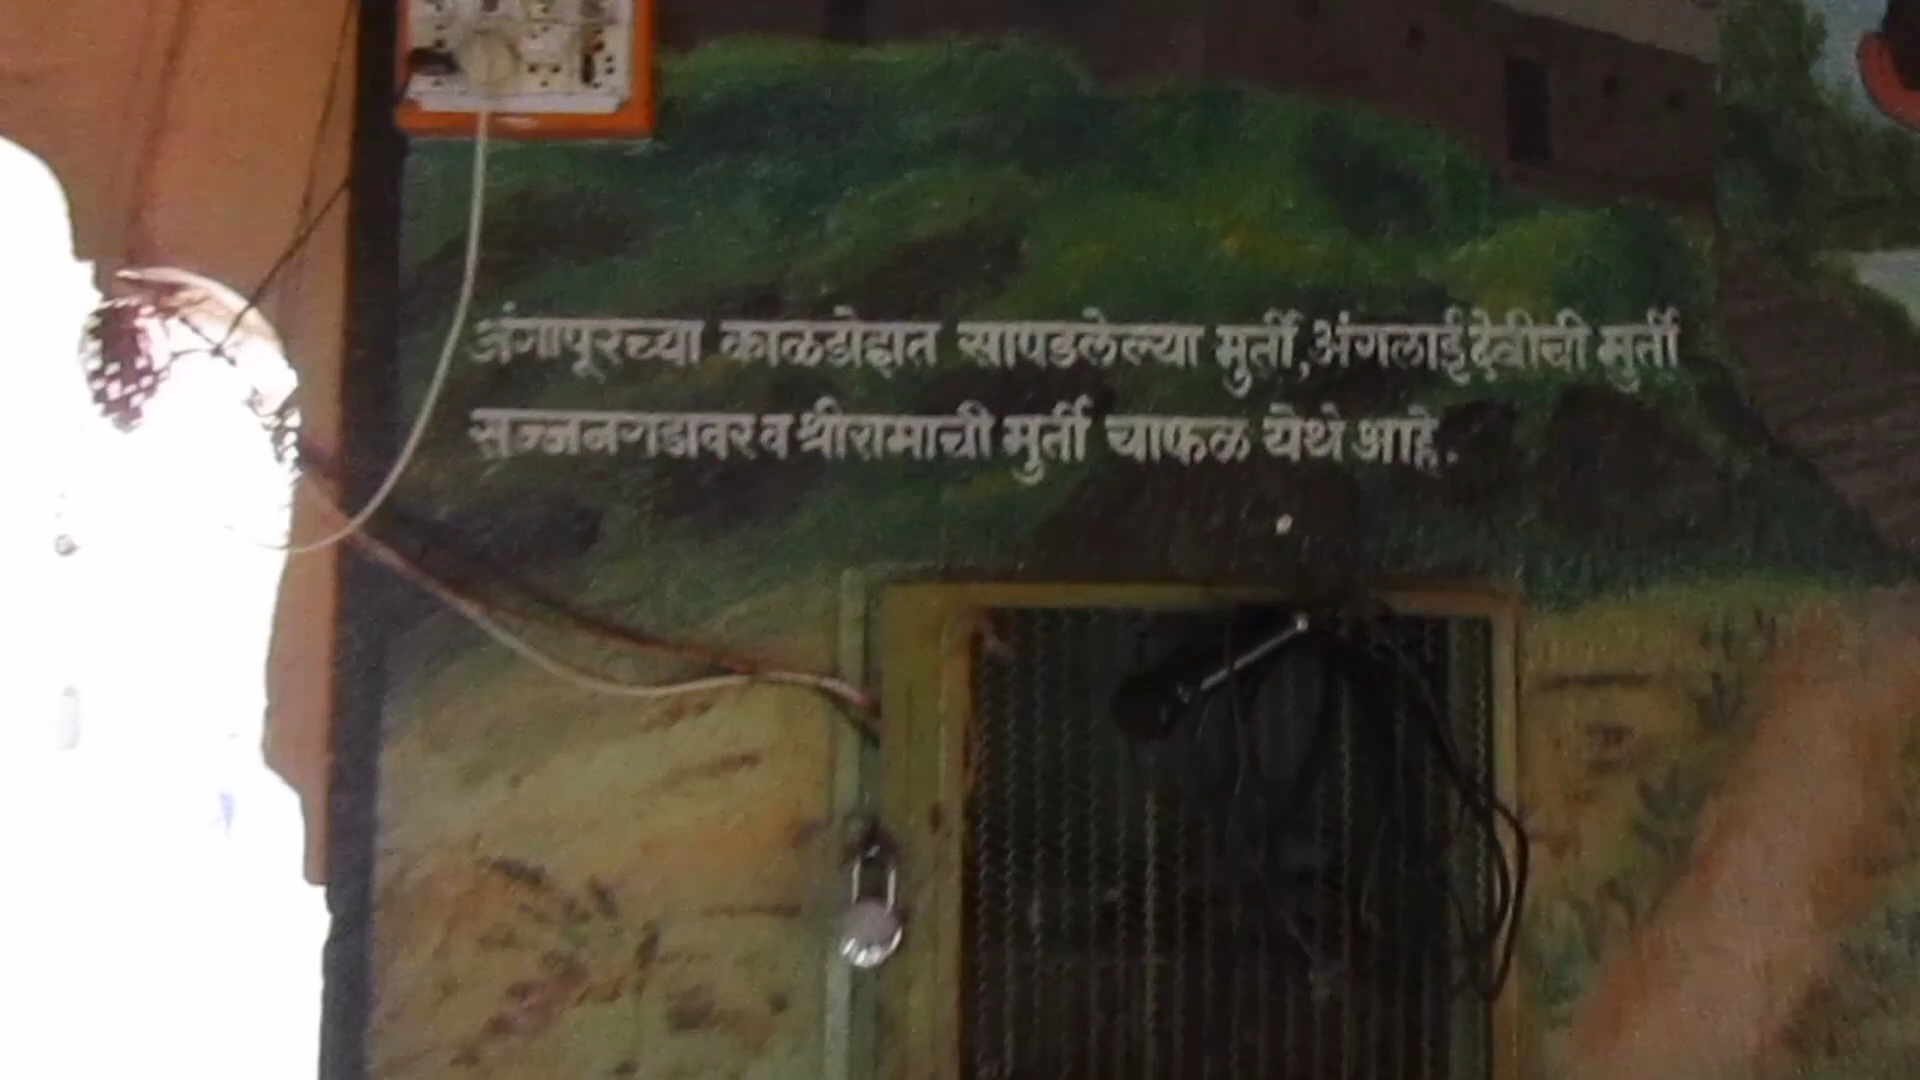 अंगापूरच्या काळडोहात सापडलेल्या मुर्ती,अंगलाई देवीची मुर्ती
सज्जनगडावर व श्रीरामाची मुर्ती चाफळ येथे आहे.